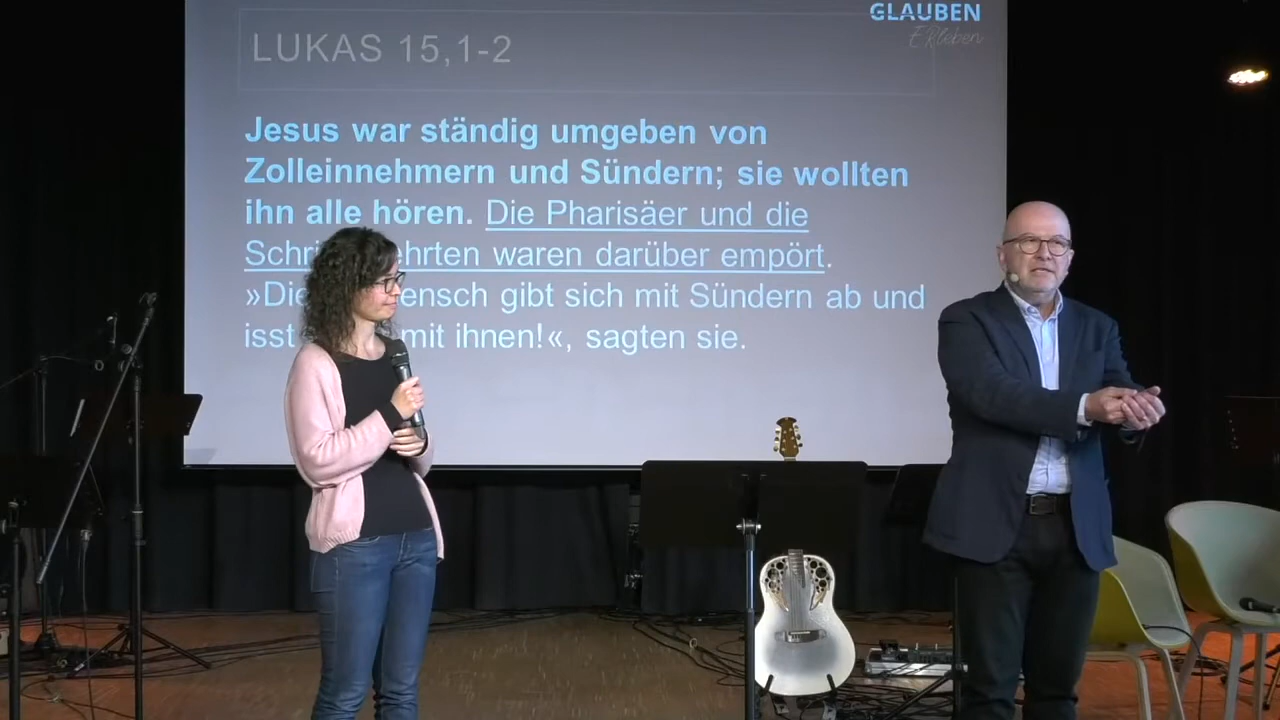 GLAUBEN
ERleben
LUKAS 15,1-2
Jesus war ständig umgeben von
Zolleinnehmern und Sündern; sie wollten
ihn alle hören. Die Pharisäer und die
waren darüber empört.
gibt sich mit Sündern ab und
isst mit ihnen!«, sagten sie.